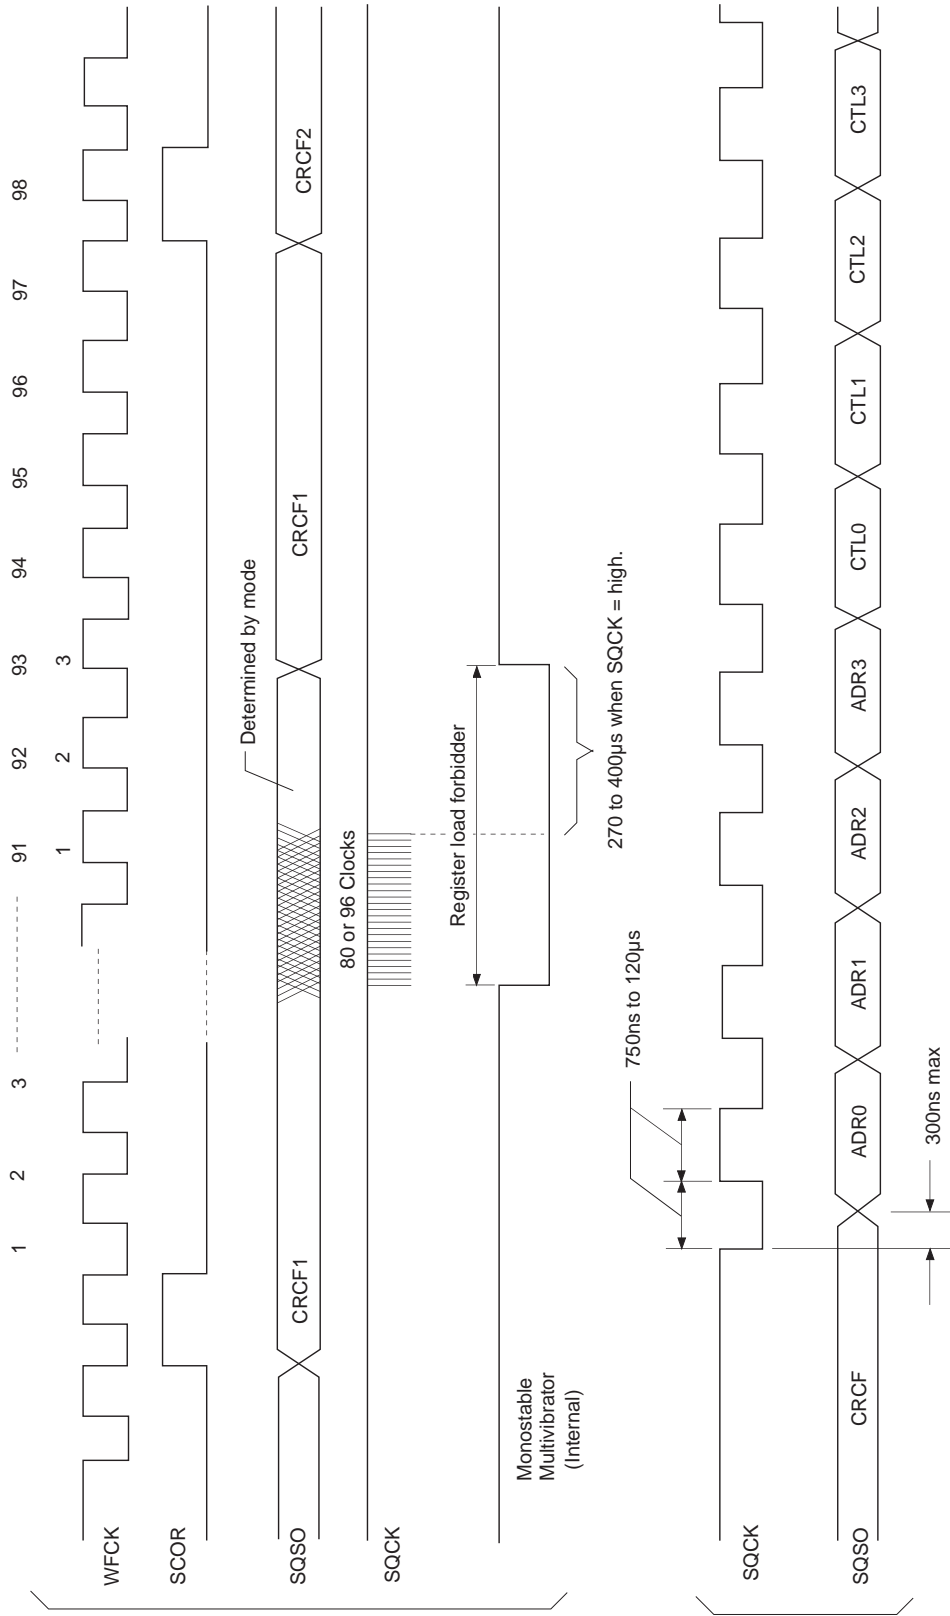 1 2 3 91 92 93 94 95 96 97 98
1 2 3
WFCK
SCOR
Determined by mode
SQSO
CRCF1
CRCF1
CRCF2
80 or 96 Clocks
SQCK
Register load forbidder
Monostable
Multivibrator
(Internal)
270 to 400µs when SQCK = high.
750ns to 120µs
SQCK
SQSO
CRCF
ADR0
ADR1
ADR2
ADR3
CTL0
CTL1
CTL2
CTL3
300ns max